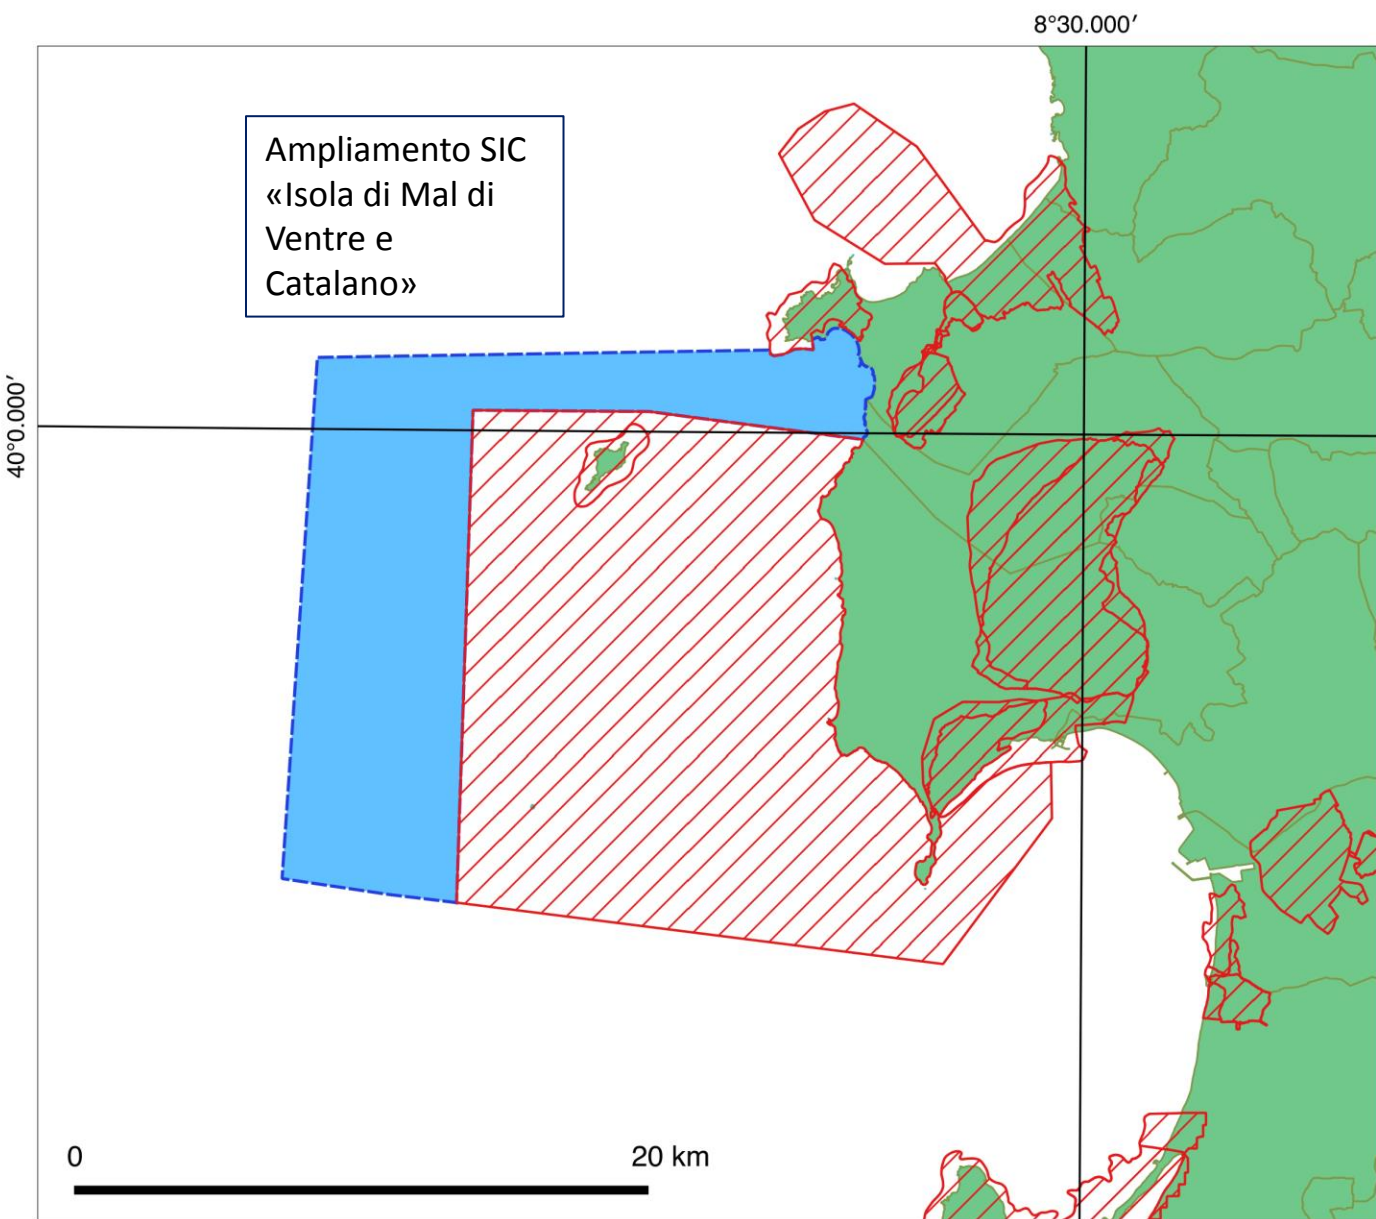 8°30.000′
Ampliamento SIC
«Isola di Mal di
Ventre e
Catalano»
40°0.000′
0 20 km